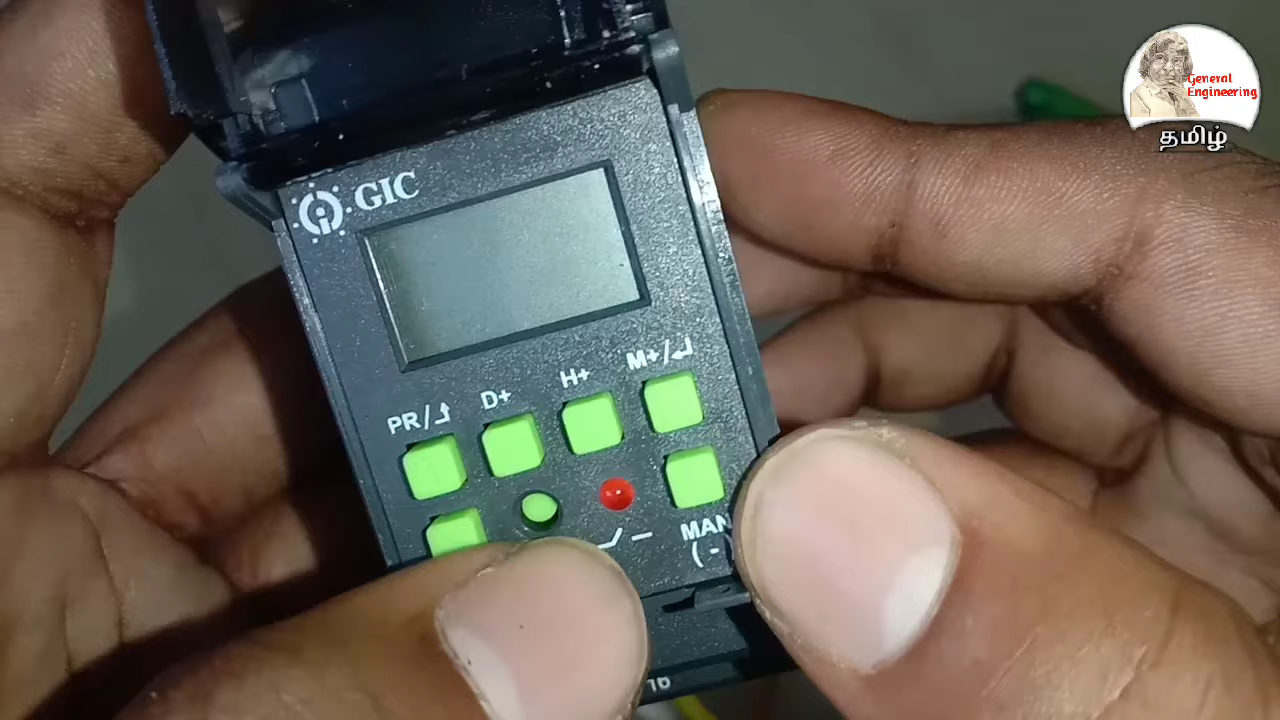 General
Engineering
தமிழ்
GIC
PR/
D+
H+
M+/
MAN
(-)